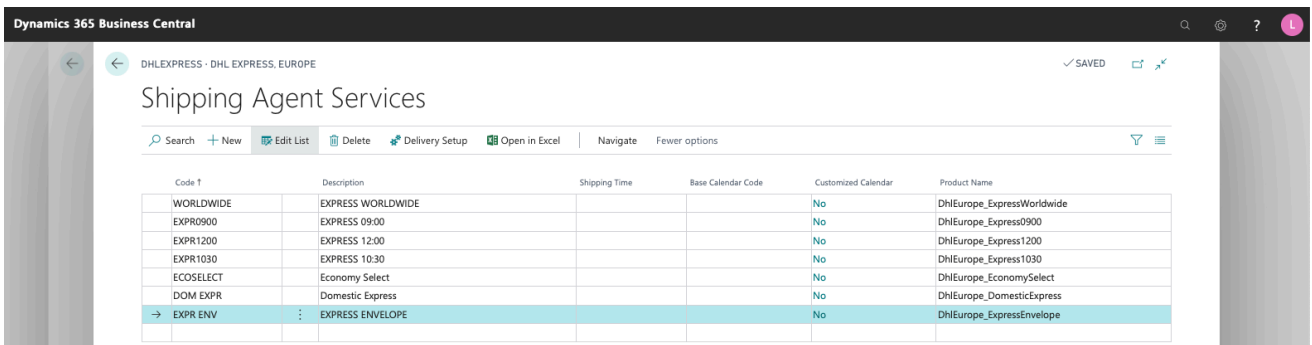 Dynamics 365 Business Central
?
L
DHLEXPRESS · DHL EXPRESS, EUROPE
✓ SAVED
Shipping Agent Services
Search + New Edit List Delete Delivery Setup Open in Excel Navigate Fewer options
Code ↑ Description Shipping Time Base Calendar Code Customized Calendar Product Name
WORLDWIDE EXPRESS WORLDWIDE No DhlEurope_ExpressWorldwide
EXPR0900 EXPRESS 09:00 No DhlEurope_Express0900
EXPR1200 EXPRESS 12:00 No DhlEurope_Express1200
EXPR1030 EXPRESS 10:30 No DhlEurope_Express1030
ECOSELECT Economy Select No DhlEurope_EconomySelect
DOM EXPR Domestic Express No DhlEurope_DomesticExpress
→ EXPR ENV ⋮ EXPRESS ENVELOPE No DhlEurope_ExpressEnvelope